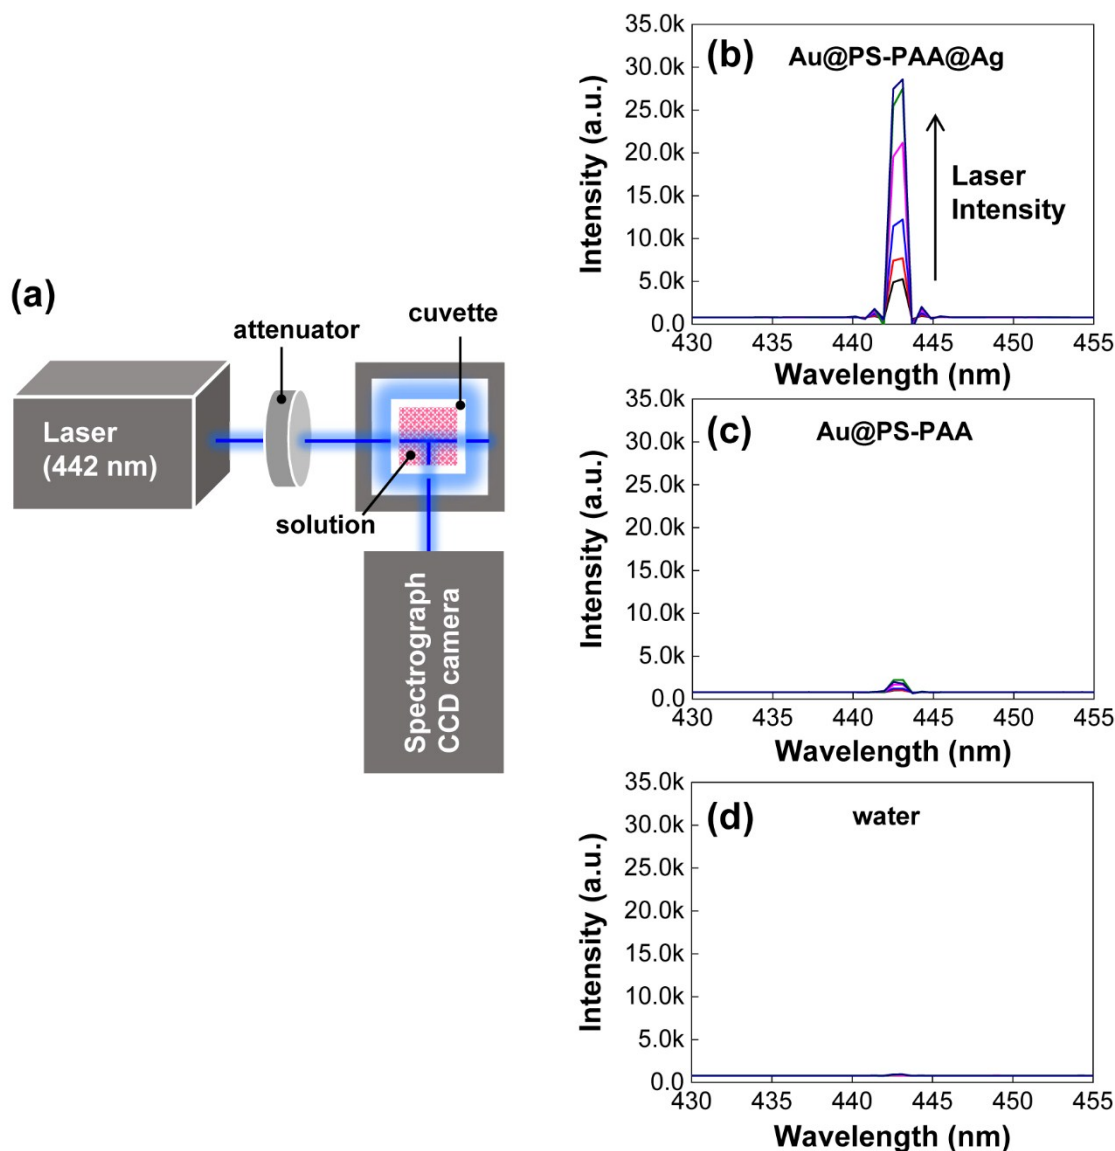 (a)
Laser
(442 nm)
attenuator
cuvette
solution
Spectrograph
CCD camera
(b)
Au@PS-PAA@Ag
Laser
Intensity
Intensity (a.u.)
35.0k
30.0k
25.0k
20.0k
15.0k
10.0k
5.0k
0.0
430 435 440 445 450 455
Wavelength (nm)
(c)
Au@PS-PAA
Intensity (a.u.)
35.0k
30.0k
25.0k
20.0k
15.0k
10.0k
5.0k
0.0
430 435 440 445 450 455
Wavelength (nm)
(d)
water
Intensity (a.u.)
35.0k
30.0k
25.0k
20.0k
15.0k
10.0k
5.0k
0.0
430 435 440 445 450 455
Wavelength (nm)